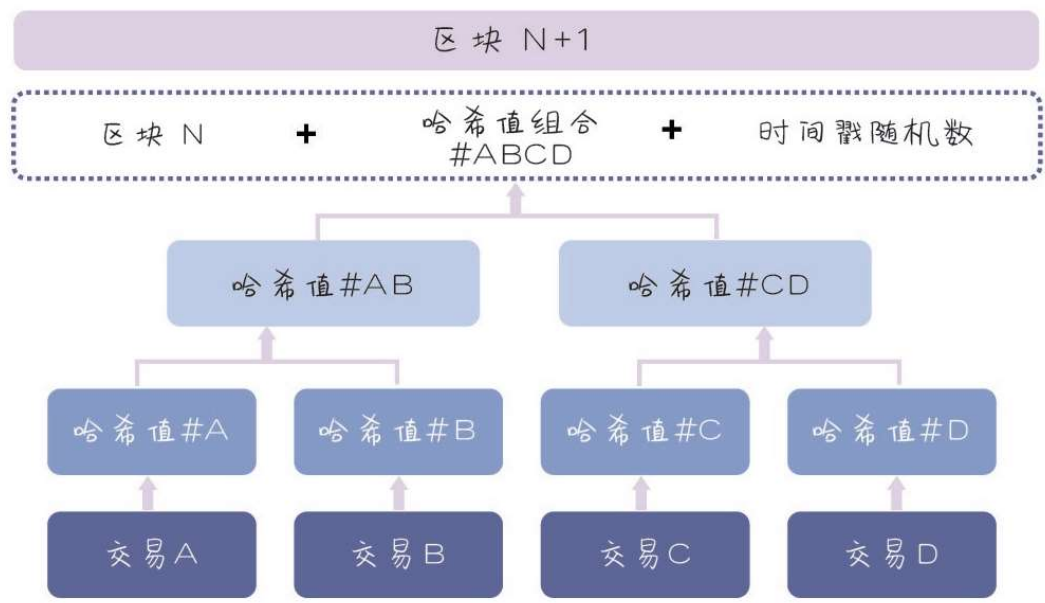 区块 N+1
区块 N + 哈希值组合 + 时间戳随机数
#ABCD
哈希值#AB 哈希值#CD
哈希值#A 哈希值#B 哈希值#C 哈希值#D
交易A 交易B 交易C 交易D